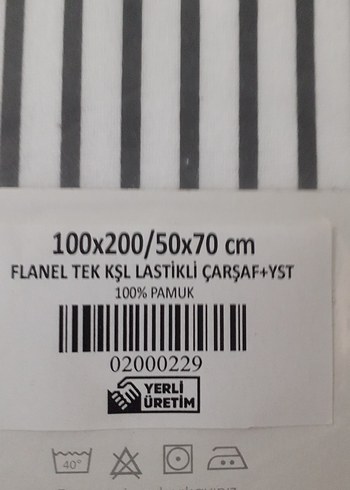 100x200/50x70 cm
FLANEL TEK KŞL LASTİKLİ ÇARŞAF+YST
100% PAMUK
02000229
YERLİ
ÜRETİM
40°